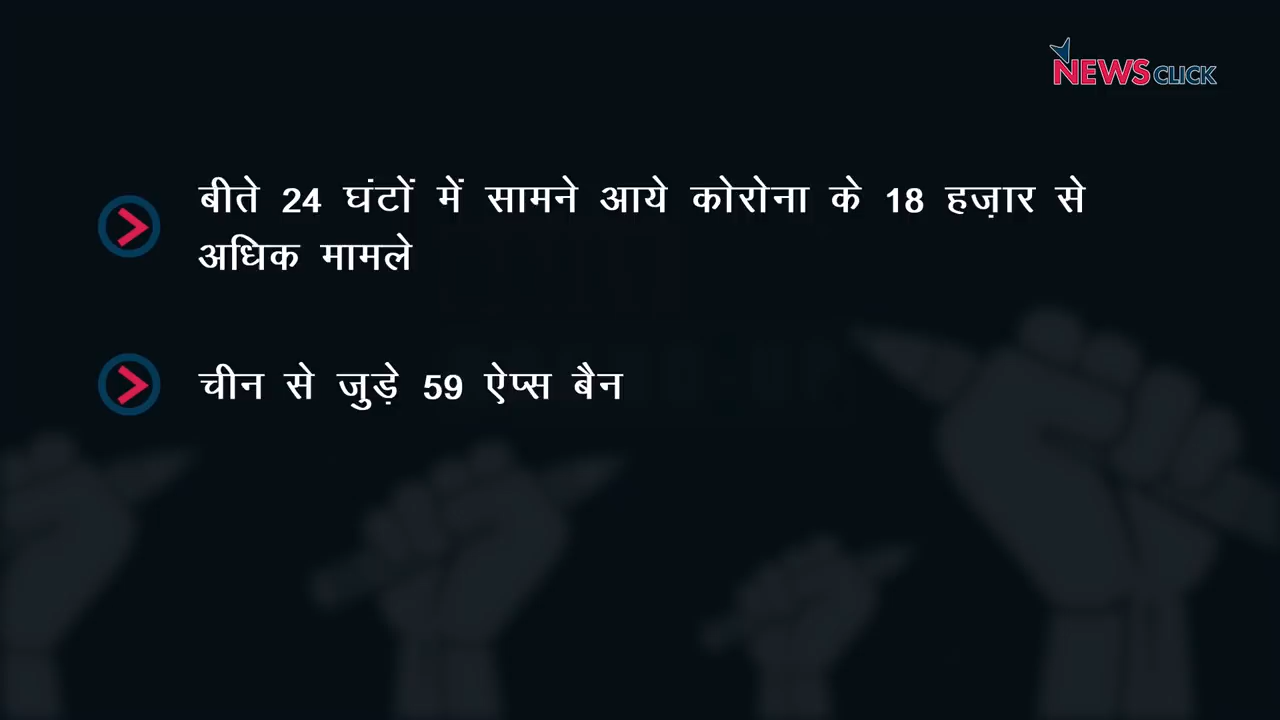 NEWSCLICK
बीते 24 घंटों में सामने आये कोरोना के 18 हज़ार से
अधिक मामले
चीन से जुड़े 59 ऐप्स बैन